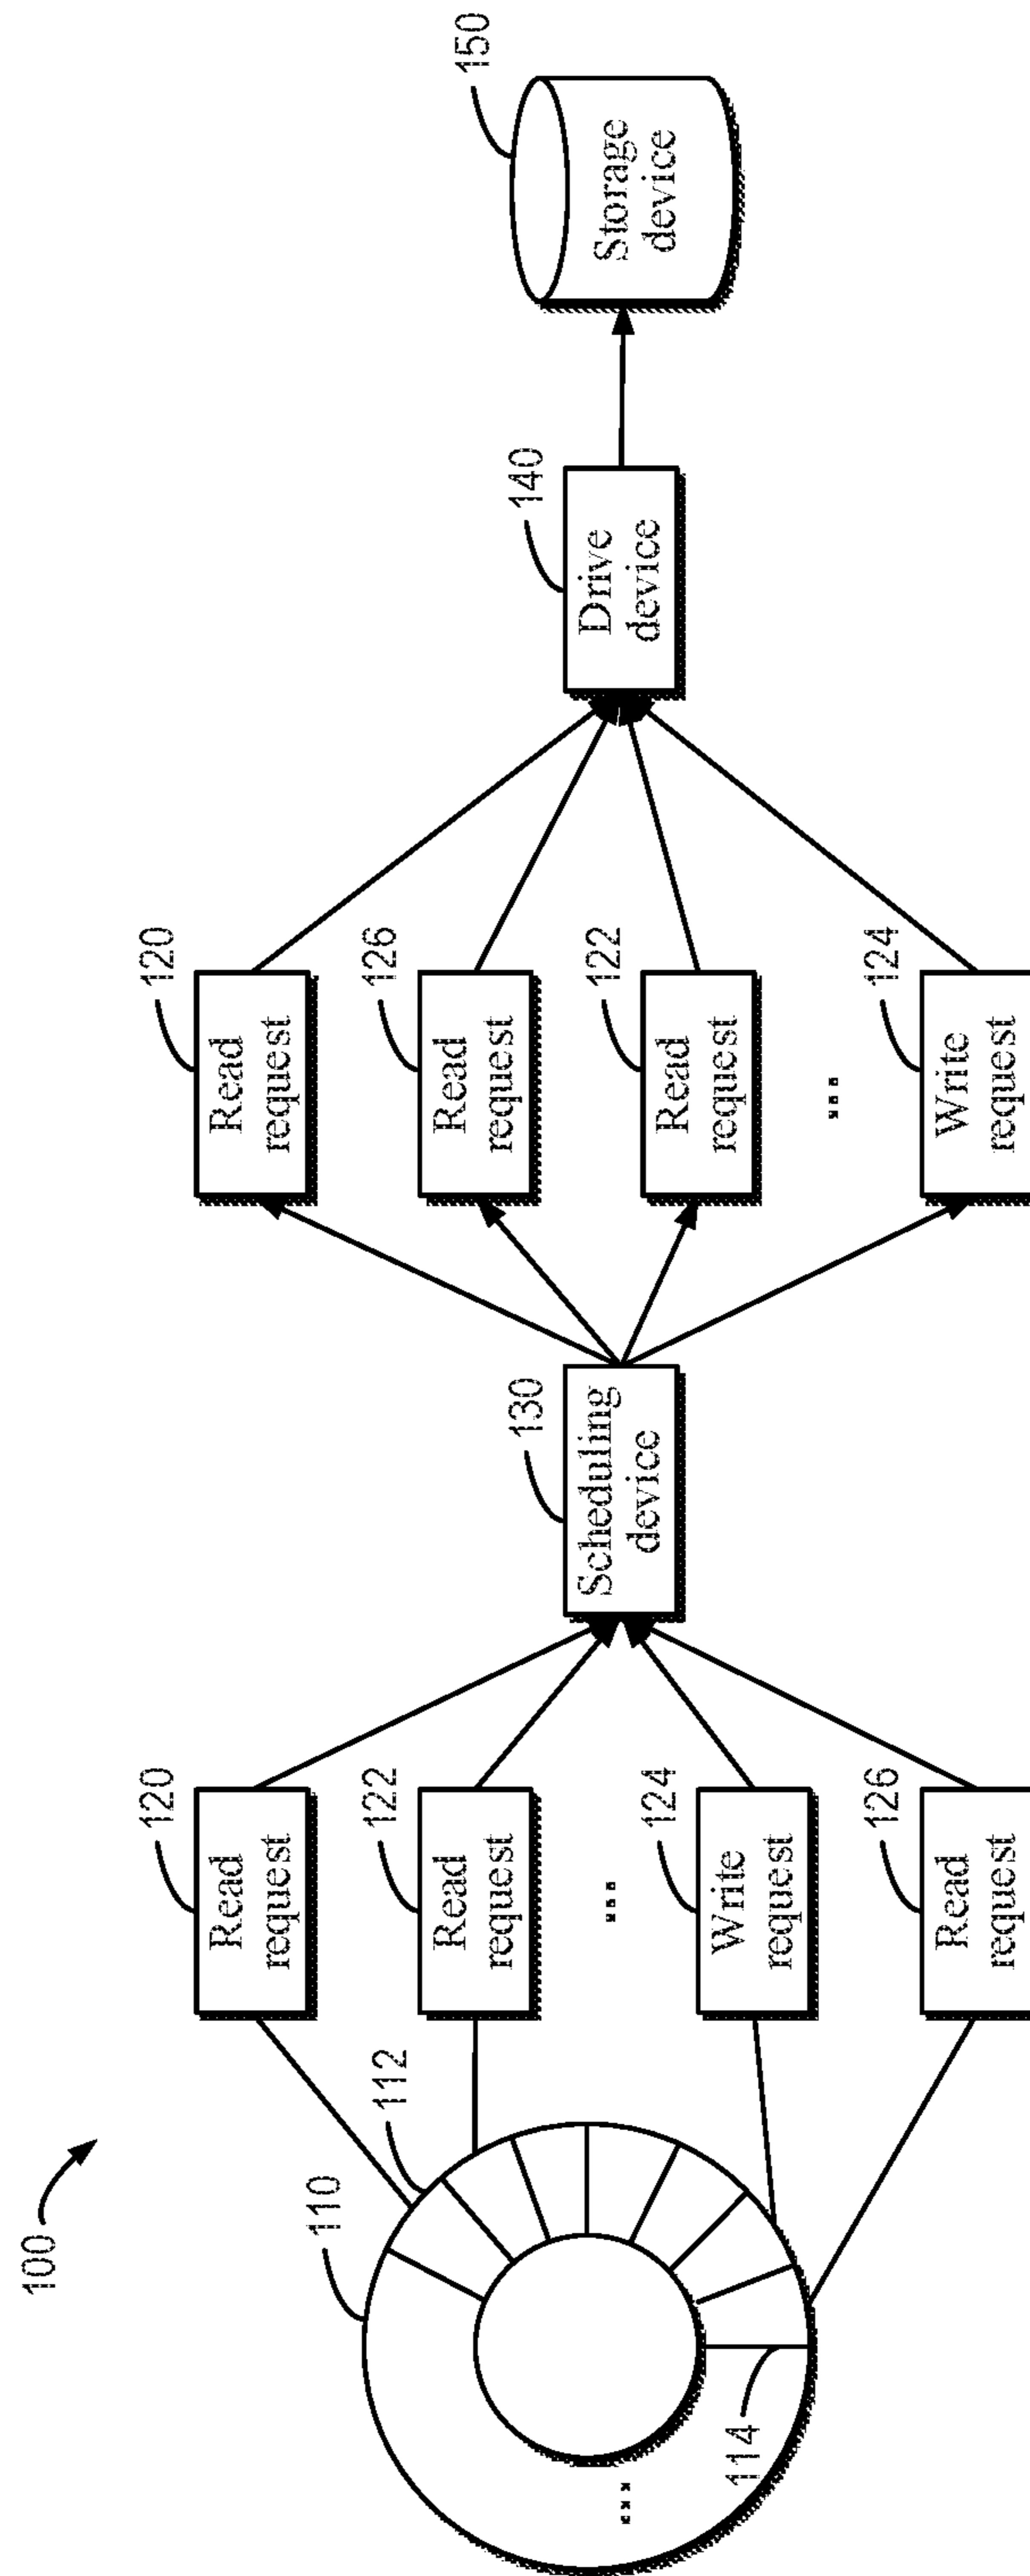 100
110
112
114
...
120
Read
request
122
Read
request
...
124
Write
request
126
Read
request
130
Scheduling
device
120
Read
request
126
Read
request
122
Read
request
...
124
Write
request
140
Drive
device
150
Storage
device